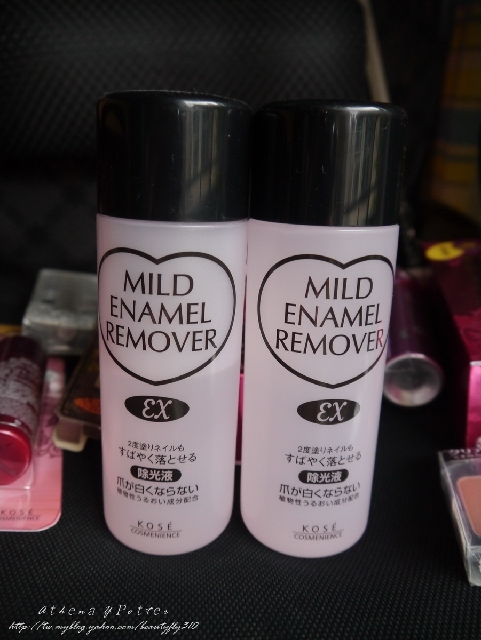 MILD
ENAMEL
REMOVER
EX
2度塗りネイルも
すばやく落とせる
除光液
爪が白くならない
植物性うるおい成分配合
KOSÉ
COSMENIENCE
MILD
ENAMEL
REMOVER
EX
2度塗りネイルも
すばやく落とせる
除光液
爪が白くならない
植物性うるおい成分配合
KOSÉ
COSMENIENCE
KOSÉ
COSMENIENCE
Athena y Potter
http://tw.myblog.yahoo.com/beautyfly310